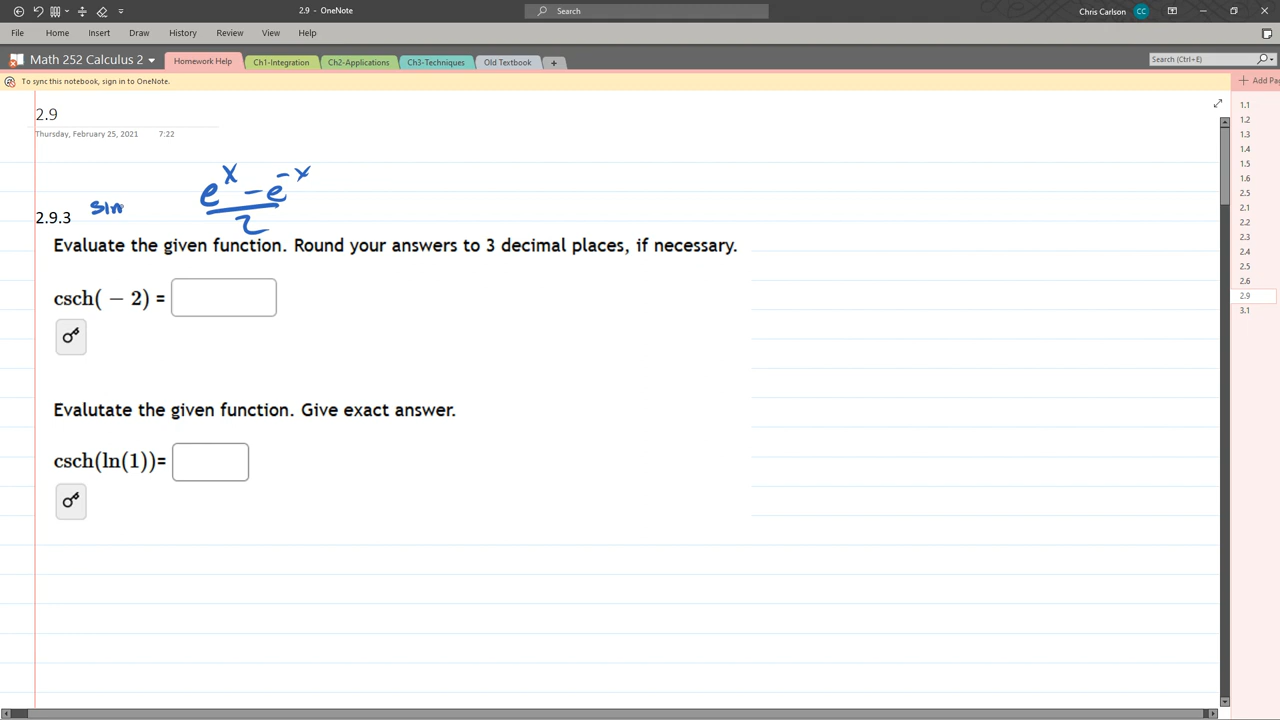 2.9 - OneNote
Search
Chris Carlson
CC
File Home Insert Draw History Review View Help
Math 252 Calculus 2
Homework Help
Ch1-Integration
Ch2-Applications
Ch3-Techniques
Old Textbook
+
Search (Ctrl+E)
To sync this notebook, sign in to OneNote.
+ Add Pag
2.9
Thursday, February 25, 2021 7:22
e^x - e^-x
sin
2
2.9.3
Evaluate the given function. Round your answers to 3 decimal places, if necessary.
csch( − 2) =
Evalutate the given function. Give exact answer.
csch(ln(1))=
1.1
1.2
1.3
1.4
1.5
1.6
2.5
2.1
2.2
2.3
2.4
2.5
2.6
2.9
3.1